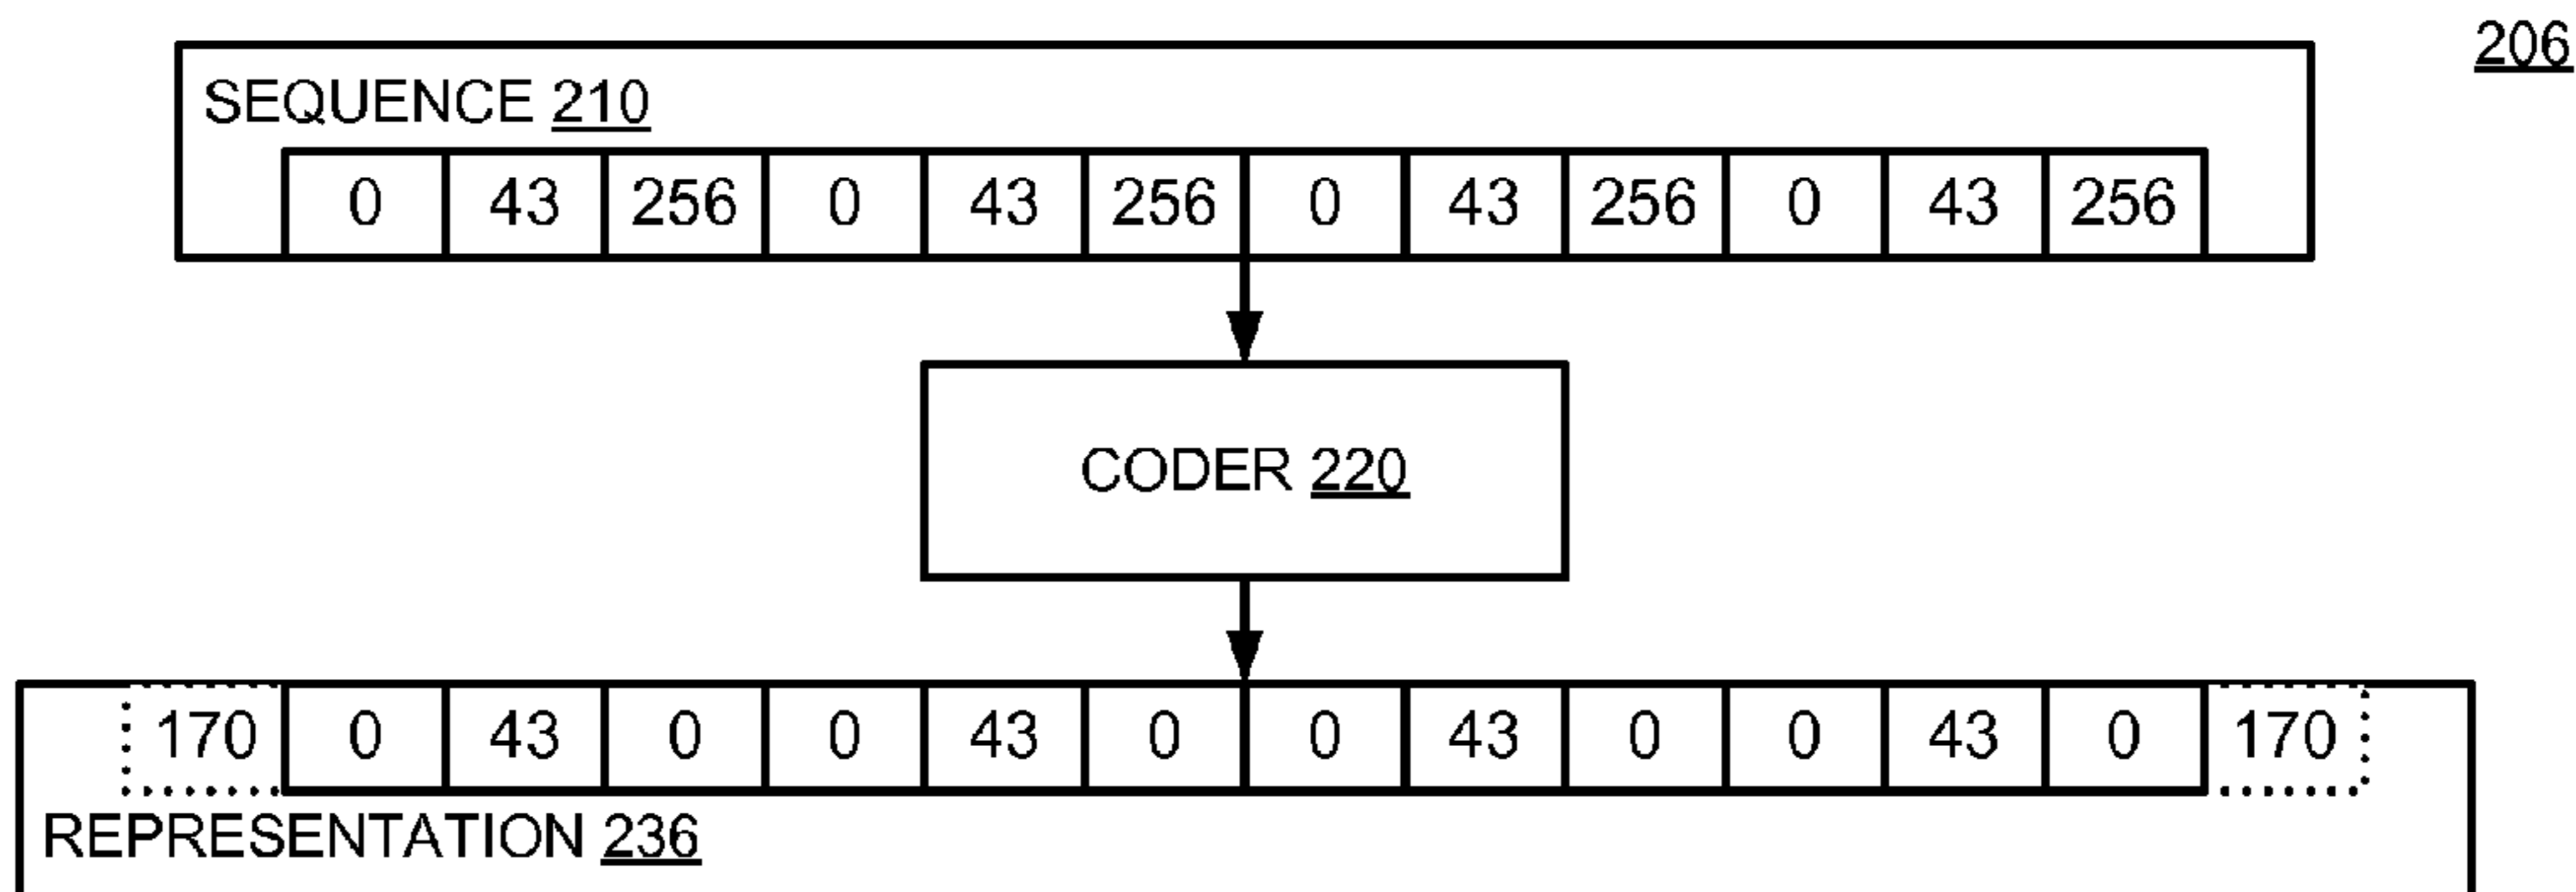 206
SEQUENCE 210
0 43 256 0 43 256 0 43 256 0 43 256
CODER 220
170 0 43 0 0 43 0 0 43 0 0 43 0 170
REPRESENTATION 236